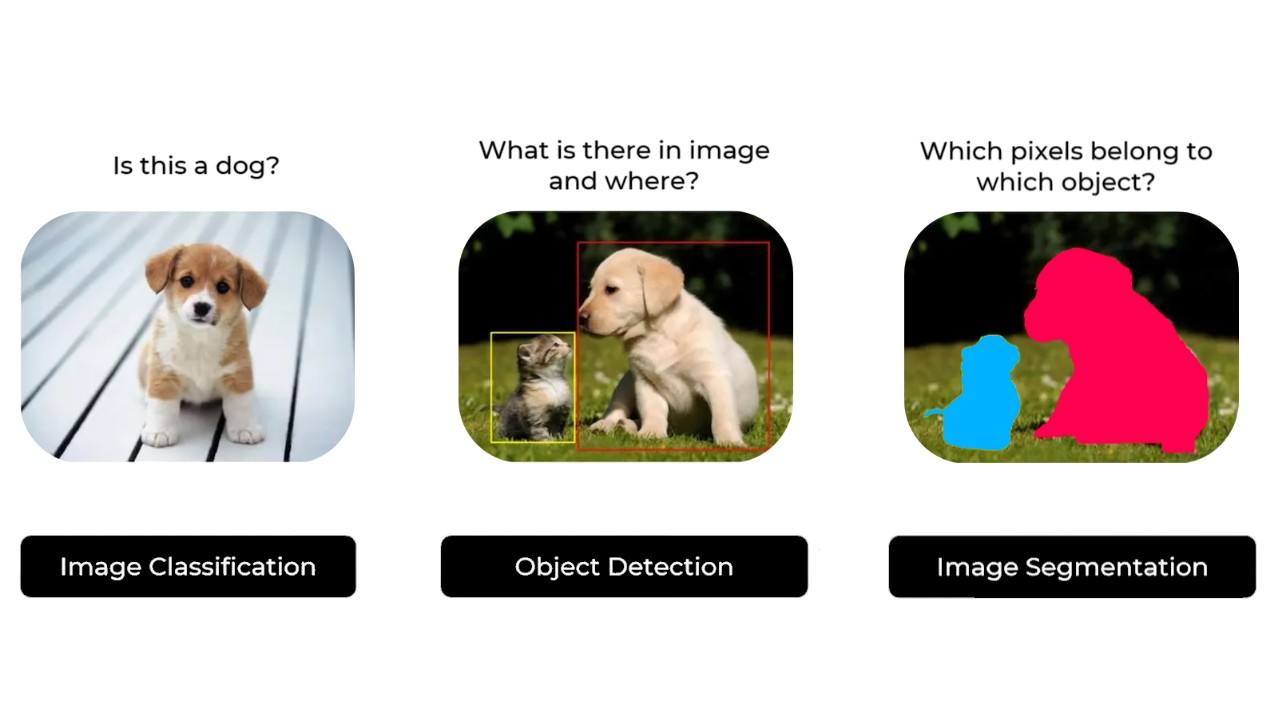 Is this a dog?
What is there in image
and where?
Which pixels belong to
which object?
Image Classification
Object Detection
Image Segmentation